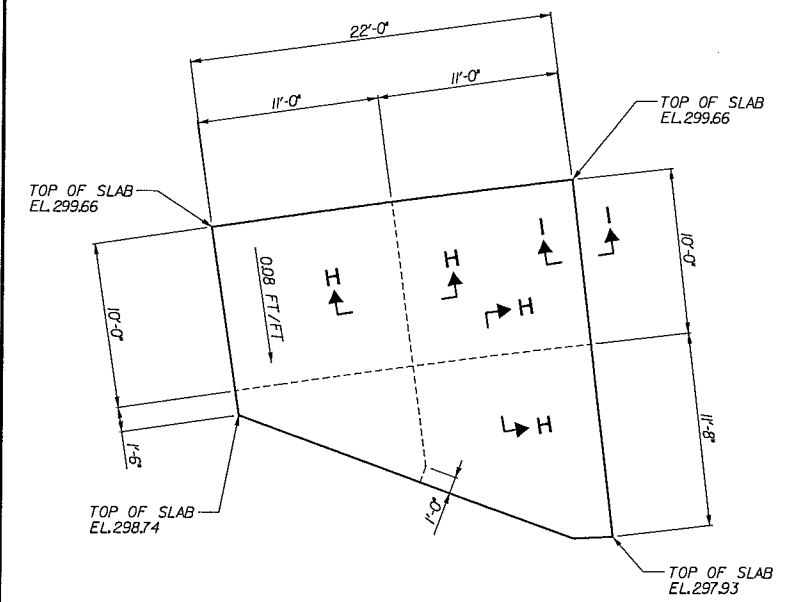 22'-0"
11'-0"
11'-0"
TOP OF SLAB
EL.299.66
TOP OF SLAB
EL.299.66
I
I
H
H
H
10'-0"
10'-0"
0.08 FT/FT
H
11'-8"
1'-6"
1'-0"
TOP OF SLAB
EL.298.74
TOP OF SLAB
EL.297.93